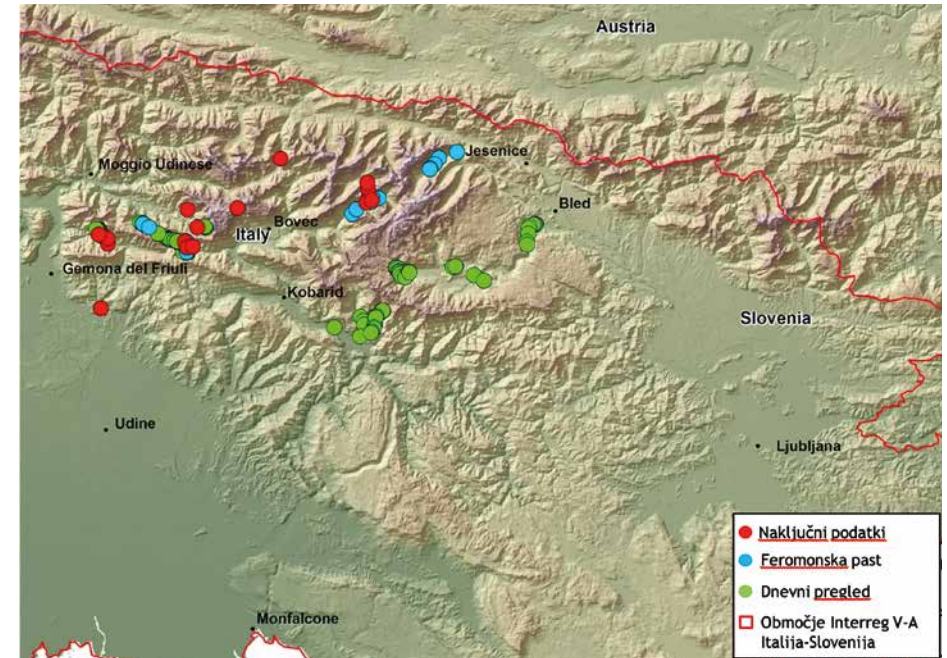 Austria
Jesenice
Moggio Udinese
Bled
Bovec
Italy
Gemona del Friuli
Kobarid
Slovenia
Udine
Ljubljana
Monfalcone
Naključni podatki
Feromonska past
Dnevni pregled
Območje Interreg V-A
Italija-Slovenija